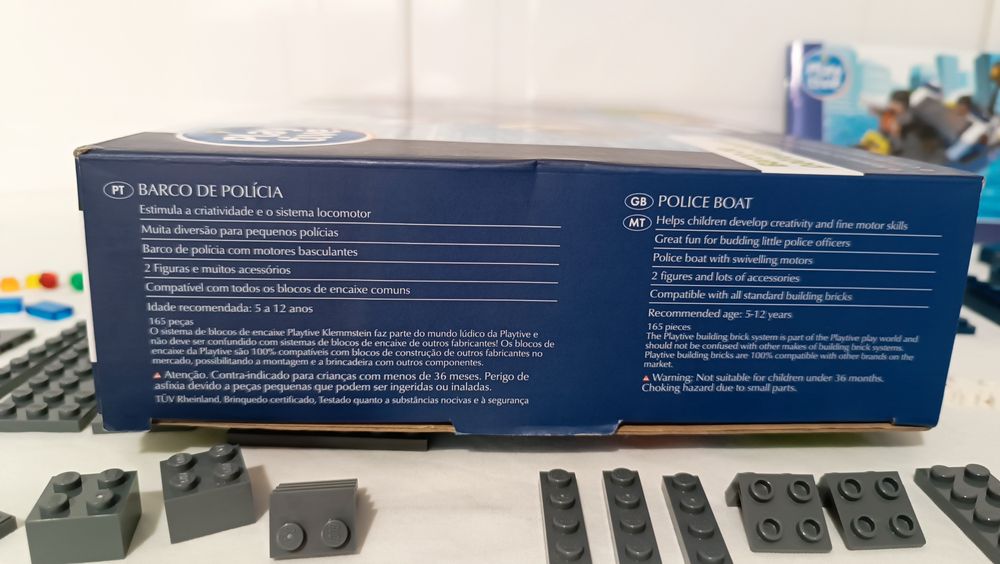 PT BARCO DE POLÍCIA
Estimula a criatividade e o sistema locomotor
Muita diversão para pequenos polícias
Barco de polícia com motores basculantes
2 Figuras e muitos acessórios
Compatível com todos os blocos de encaixe comuns
Idade recomendada: 5 a 12 anos
165 peças
O sistema de blocos de encaixe Playtive Klemmstein faz parte do mundo lúdico da Playtive e
não deve ser confundido com sistemas de blocos de encaixe de outros fabricantes! Os blocos de
encaixe da Playtive são 100% compatíveis com blocos de construção de outros fabricantes no
mercado, possibilitando a montagem e a brincadeira com outros componentes.
Atenção. Contra-indicado para crianças com menos de 36 meses. Perigo de
asfixia devido a peças pequenas que podem ser ingeridas ou inaladas.
TÜV Rheinland, Brinquedo certificado, Testado quanto a substâncias nocivas e à segurança
GB POLICE BOAT
MT Helps children develop creativity and fine motor skills
Great fun for budding little police officers
Police boat with swivelling motors
2 figures and lots of accessories
Compatible with all standard building bricks
Recommended age: 5-12 years
165 pieces
The Playtive building brick system is part of the Playtive play world and
should not be confused with other makes of building brick systems.
Playtive building bricks are 100% compatible with other brands on the
market.
Warning: Not suitable for children under 36 months.
Choking hazard due to small parts.